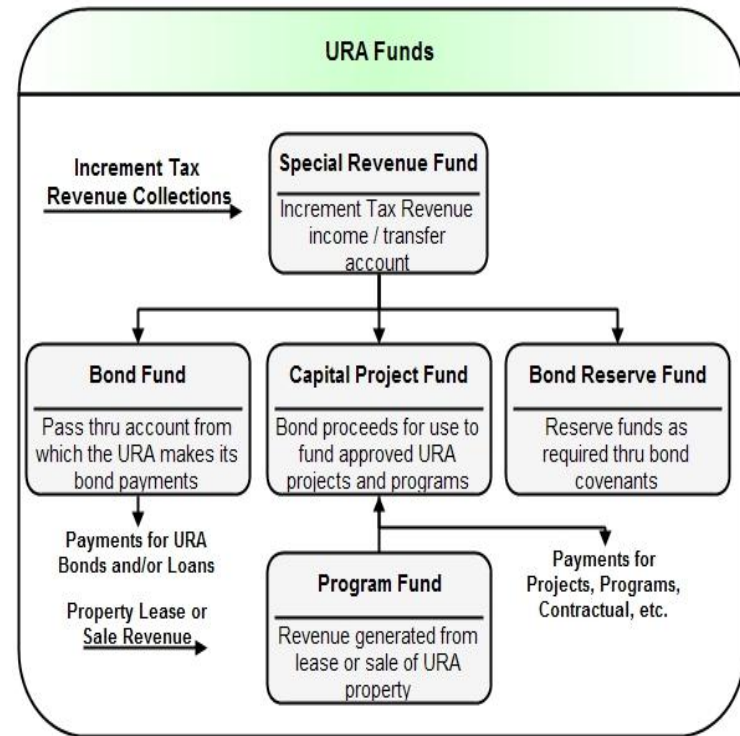 URA Funds
Increment Tax
Revenue Collections
Special Revenue Fund
Increment Tax Revenue
income / transfer
account
Bond Fund
Pass thru account from
which the URA makes its
bond payments
Capital Project Fund
Bond proceeds for use to
fund approved URA
projects and programs
Bond Reserve Fund
Reserve funds as
required thru bond
covenants
Payments for URA
Bonds and/or Loans
Property Lease or
Sale Revenue
Program Fund
Revenue generated from
lease or sale of URA
property
Payments for
Projects, Programs,
Contractual, etc.